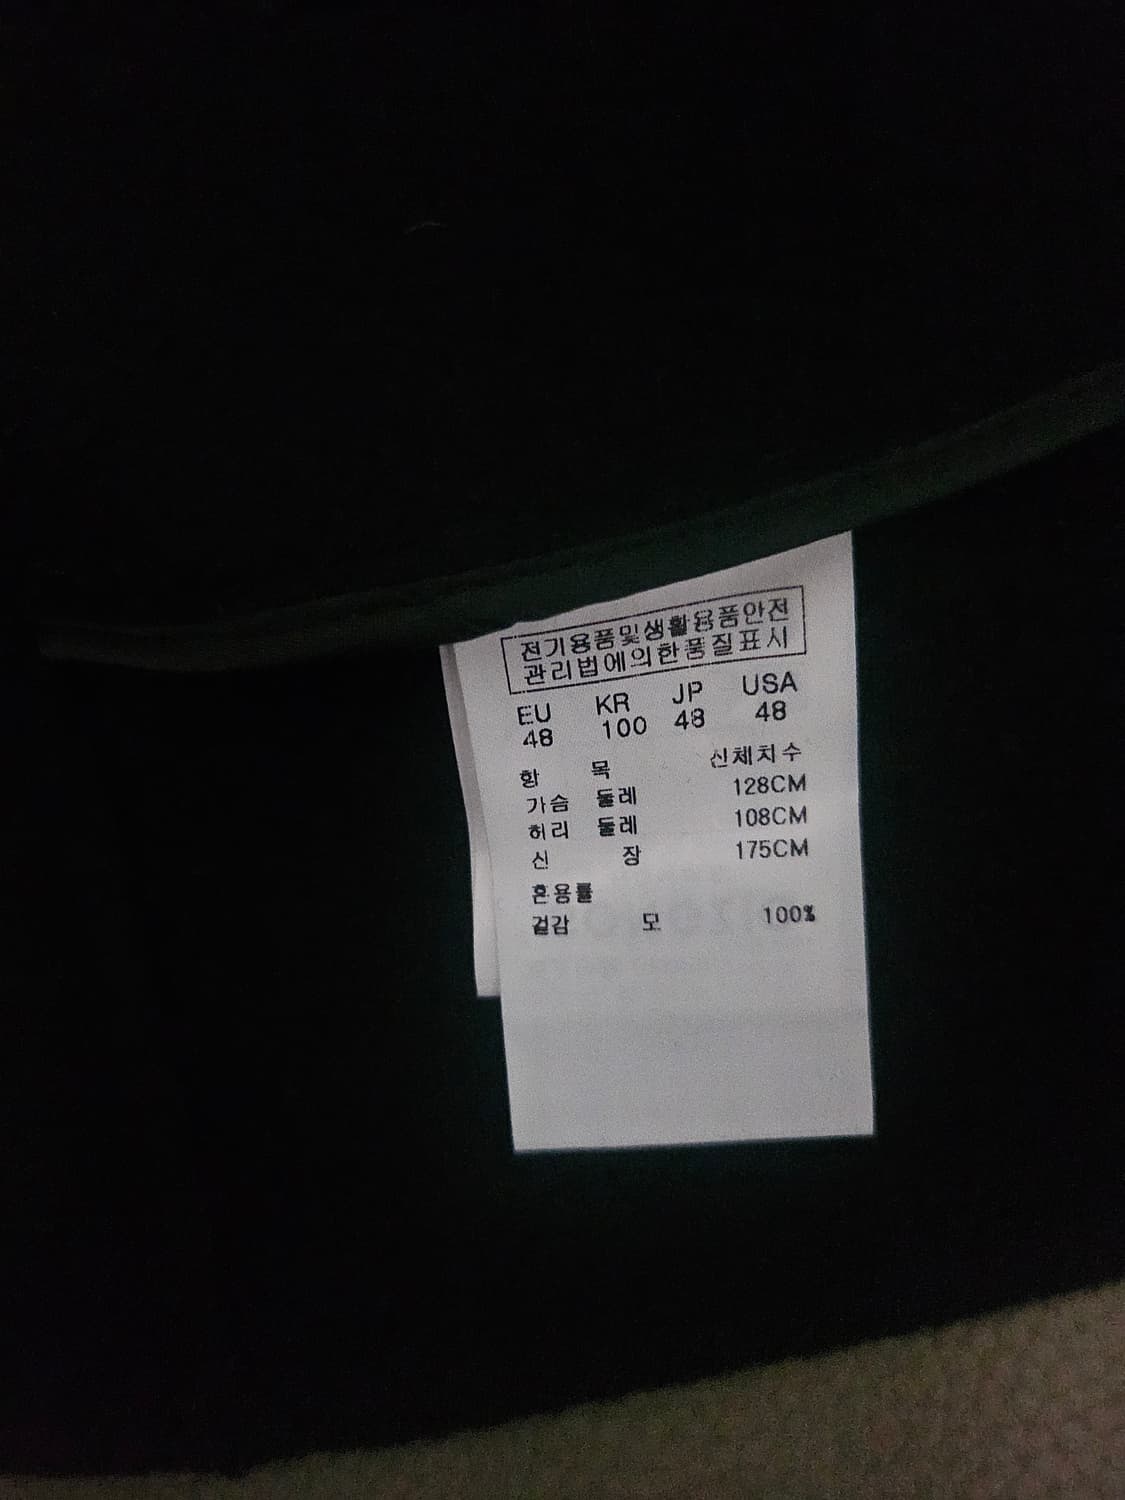 전기용품및생활용품안전
관리법에의한품질표시
EU KR JP USA
48 100 48 48
항 목 신체치수
가슴 둘레 128CM
허리 둘레 108CM
신 장 175CM
혼용률
겉감 모 100%